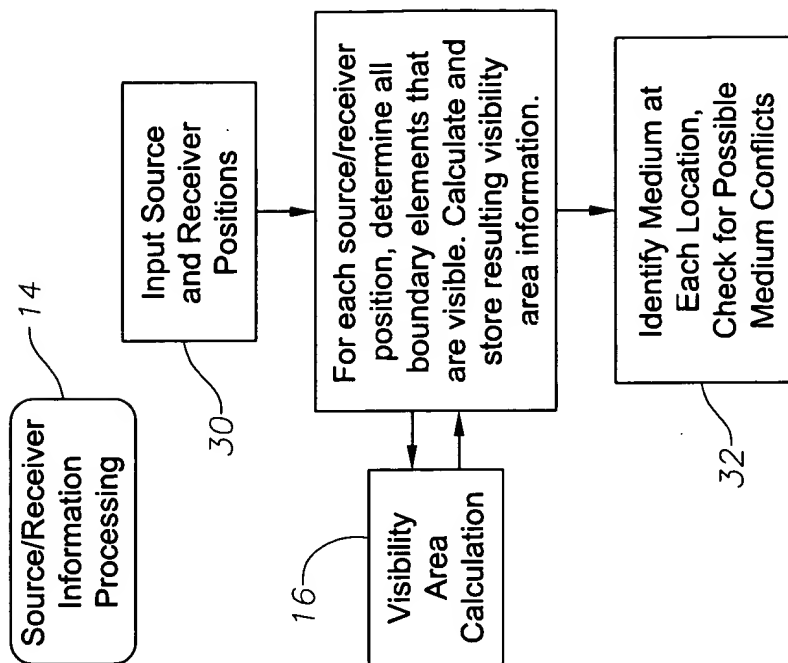 Source/Receiver
Information
Processing
14
Input Source
and Receiver
Positions
30
For each source/receiver
position, determine all
boundary elements that
are visible. Calculate and
store resulting visibility
area information.
16
Visibility
Area
Calculation
Identify Medium at
Each Location,
Check for Possible
Medium Conflicts
32